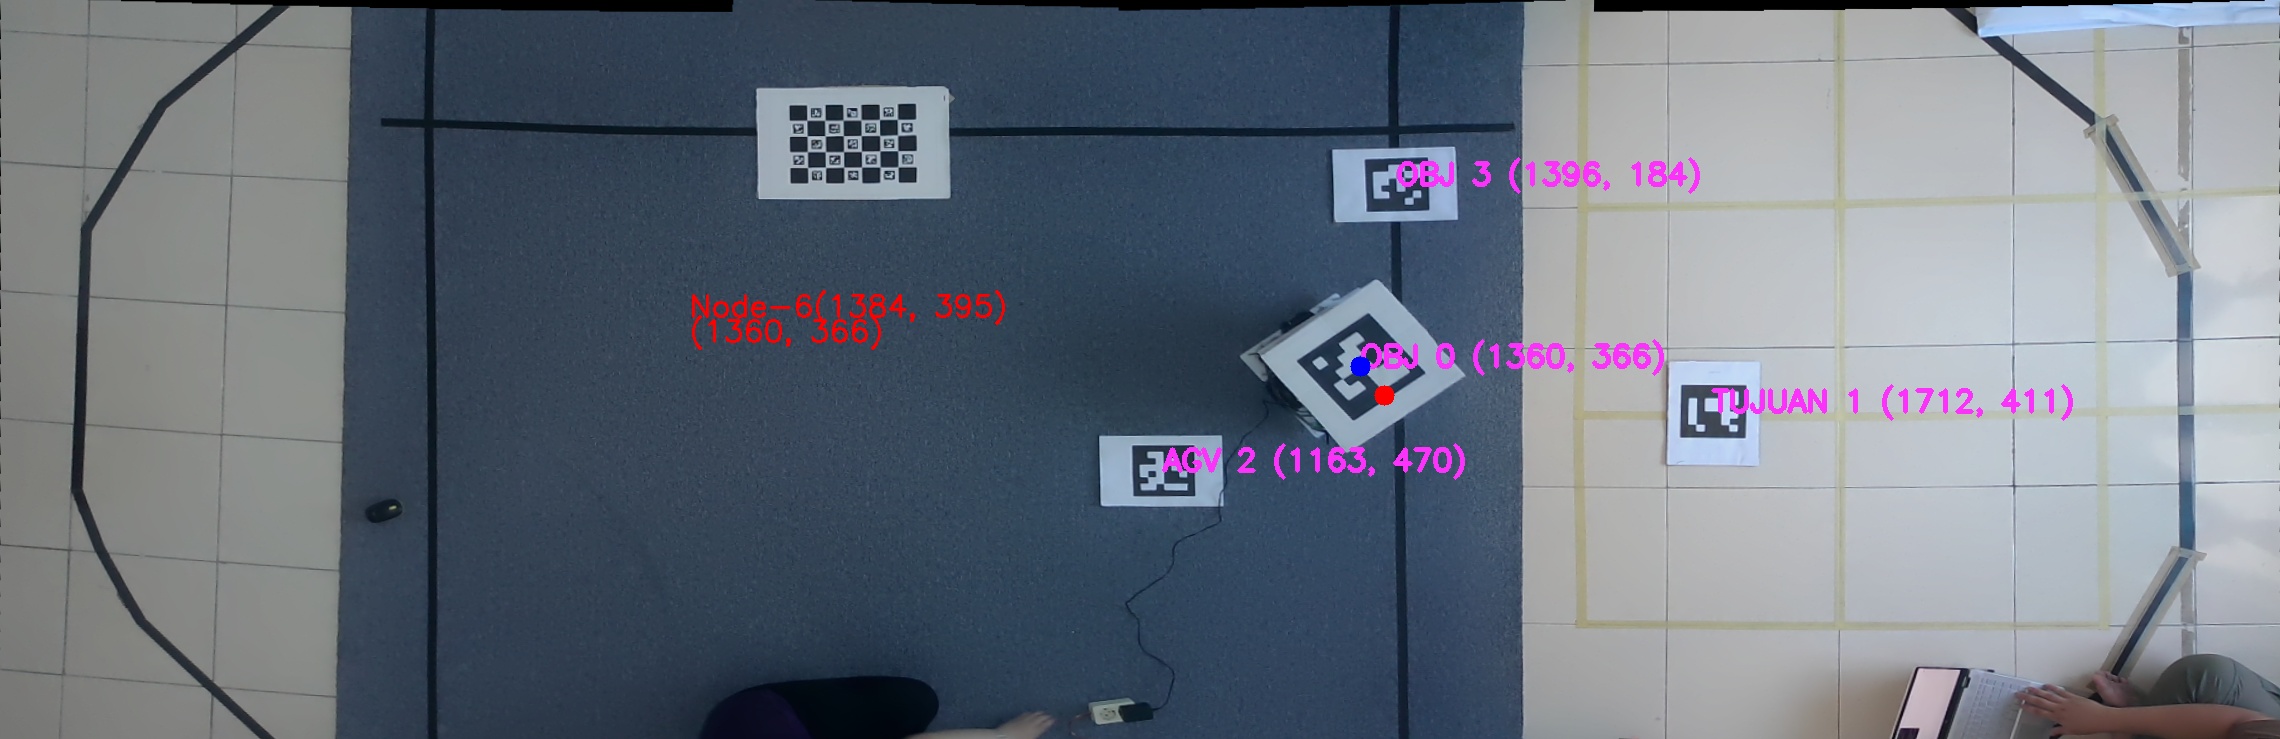 OBJ 3 (1396, 184)
Node-6(1384, 395)
(1360, 366)
OBJ 0 (1360, 366)
TUJUAN 1 (1712, 411)
AGV 2 (1163, 470)